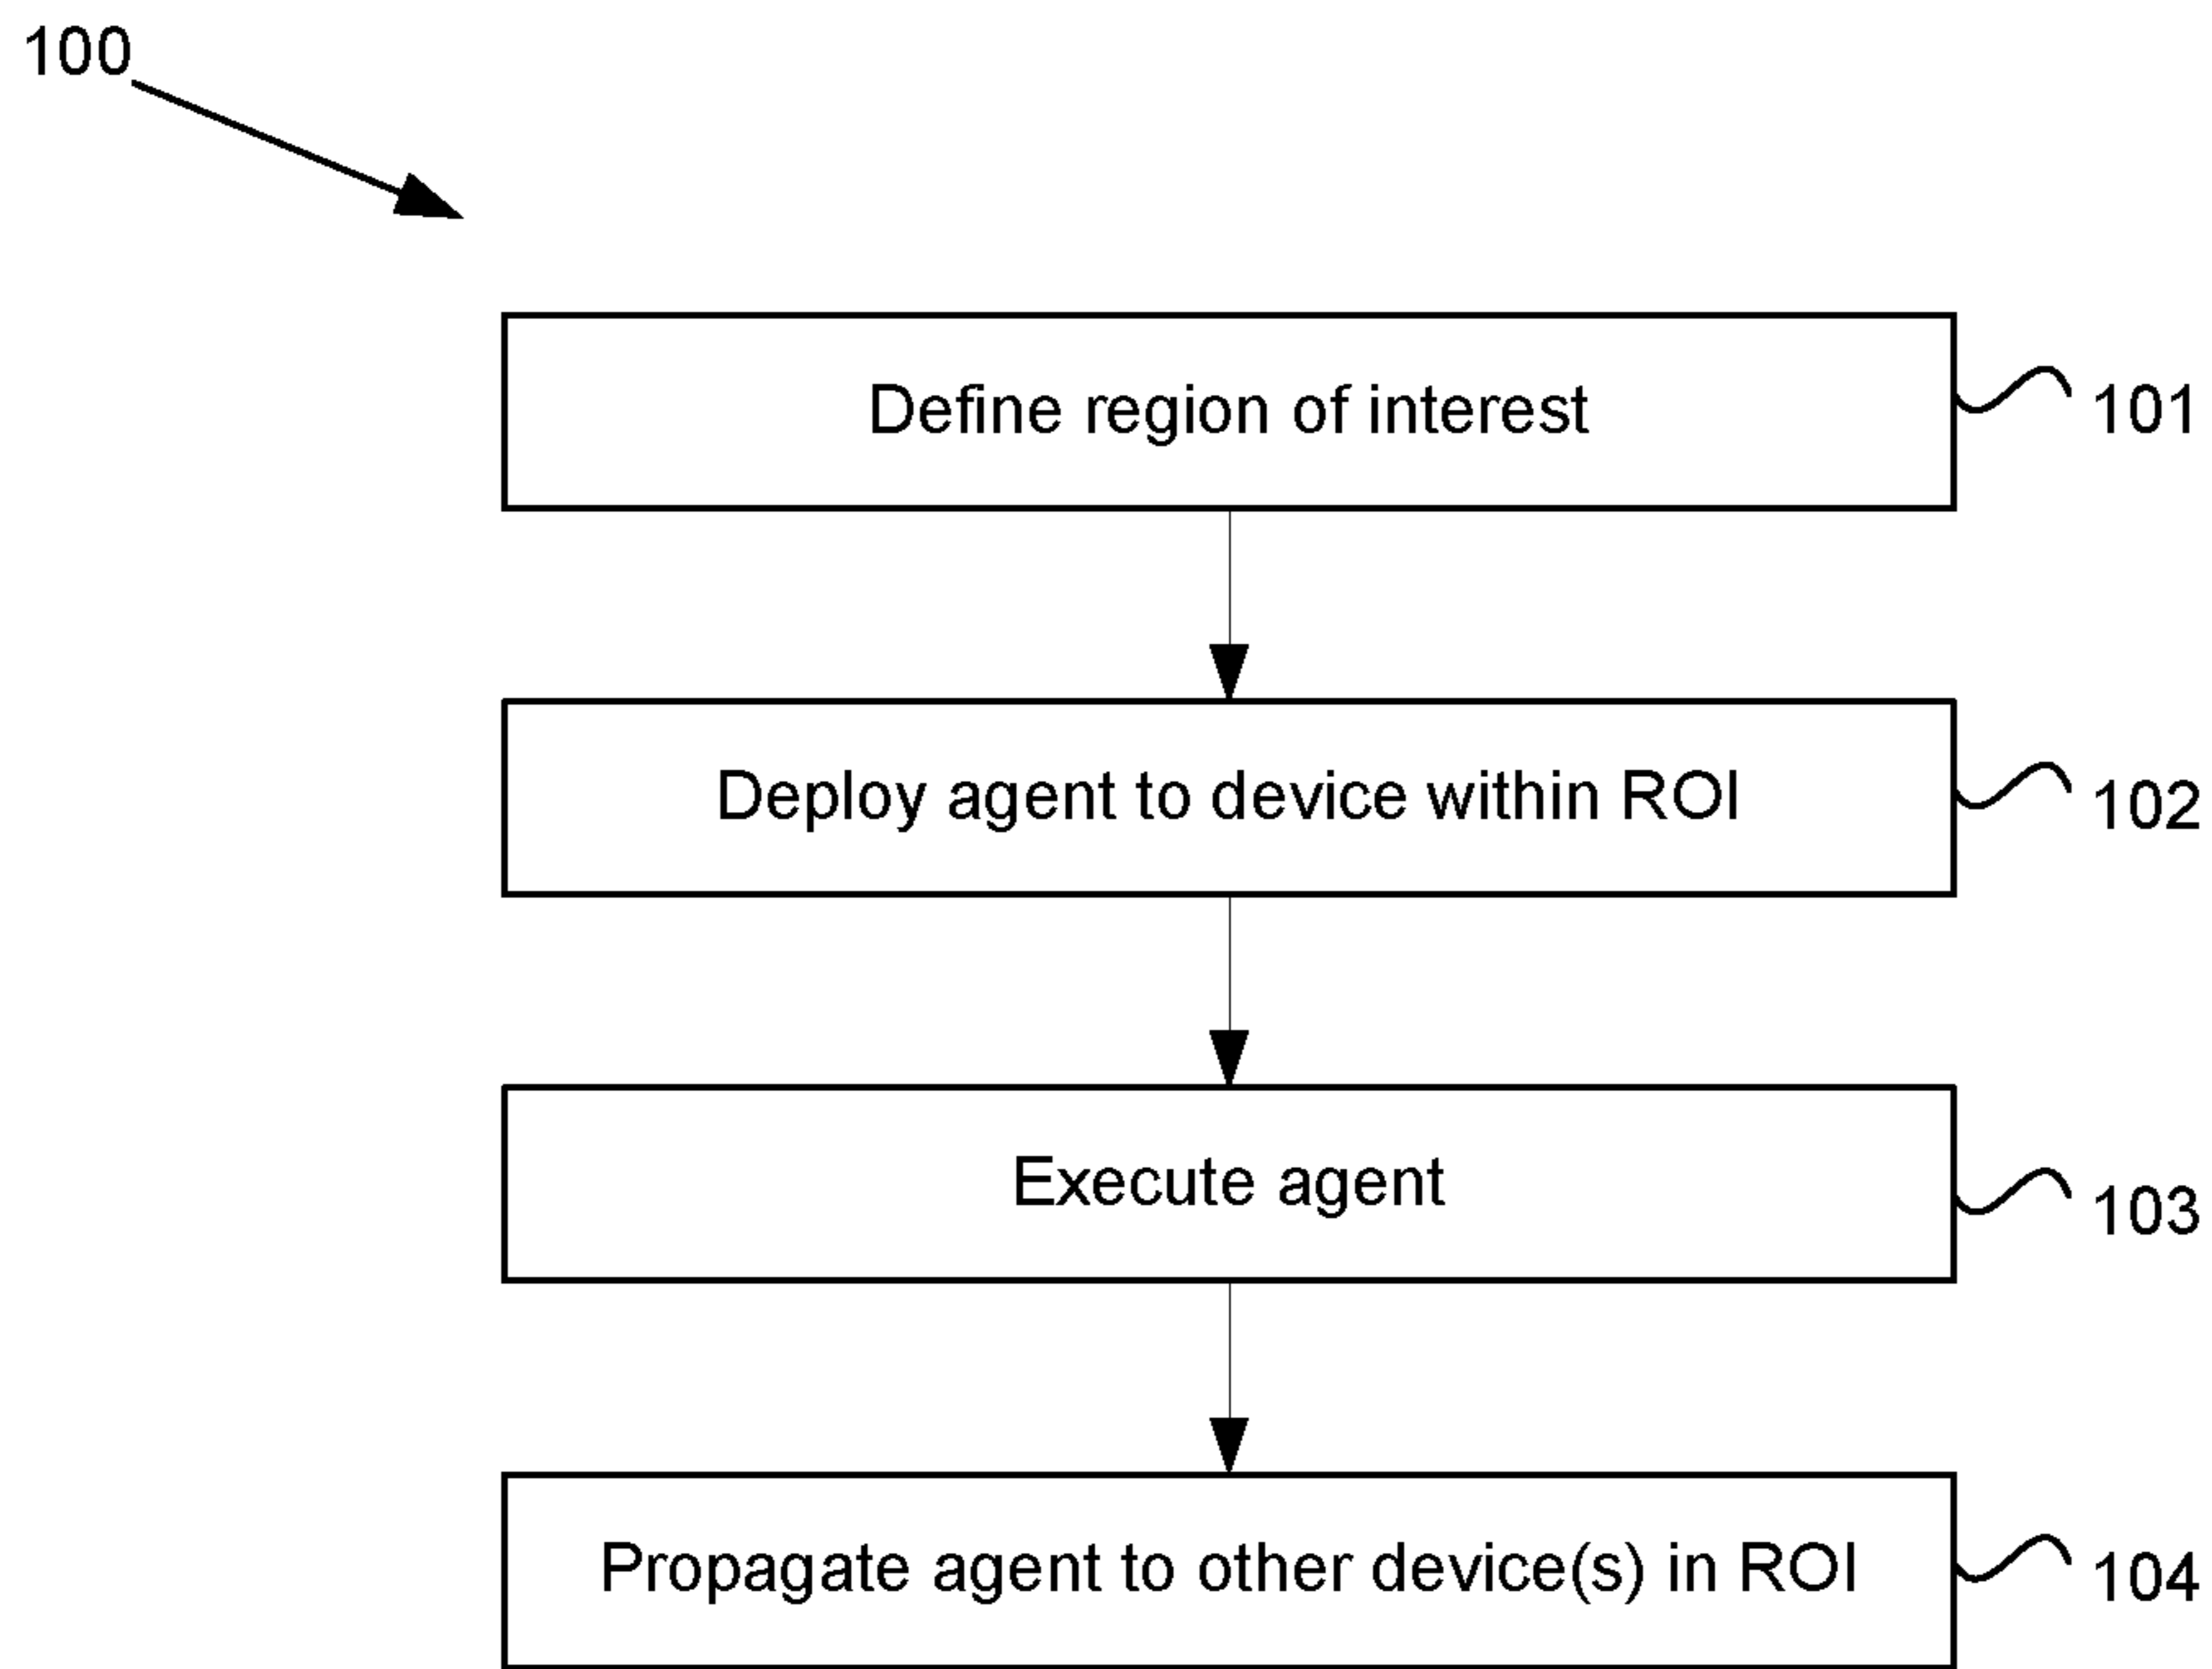 100
Define region of interest
101
Deploy agent to device within ROI
102
Execute agent
103
Propagate agent to other device(s) in ROI
104